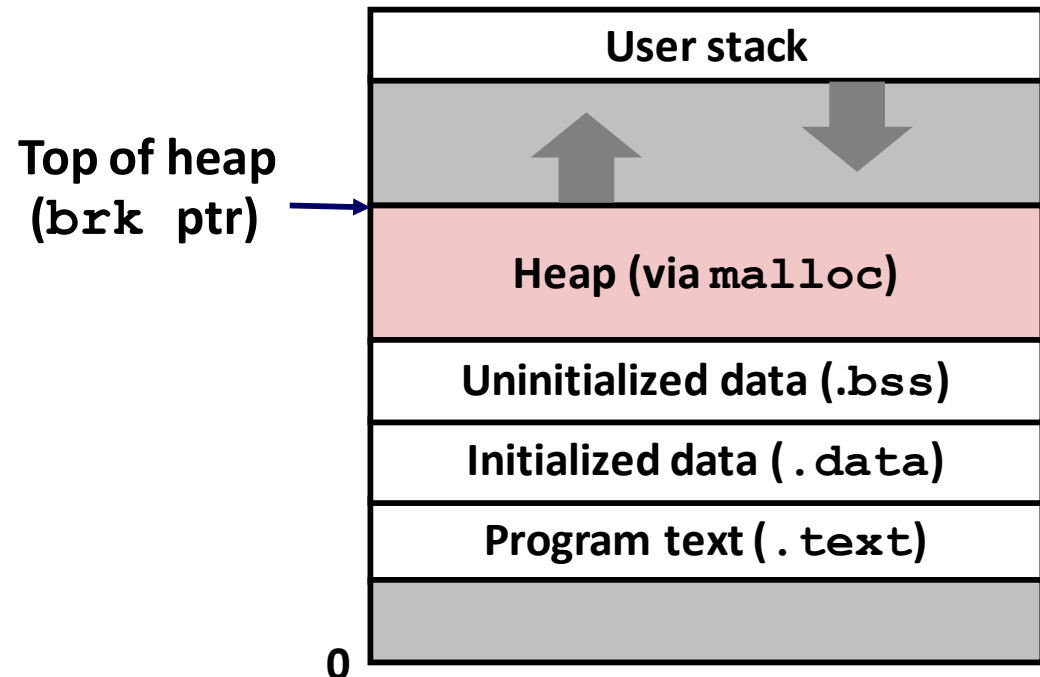 User stack
Top of heap
(brk ptr)
Heap (via malloc)
Uninitialized data (.bss)
Initialized data (.data)
Program text (.text)
0